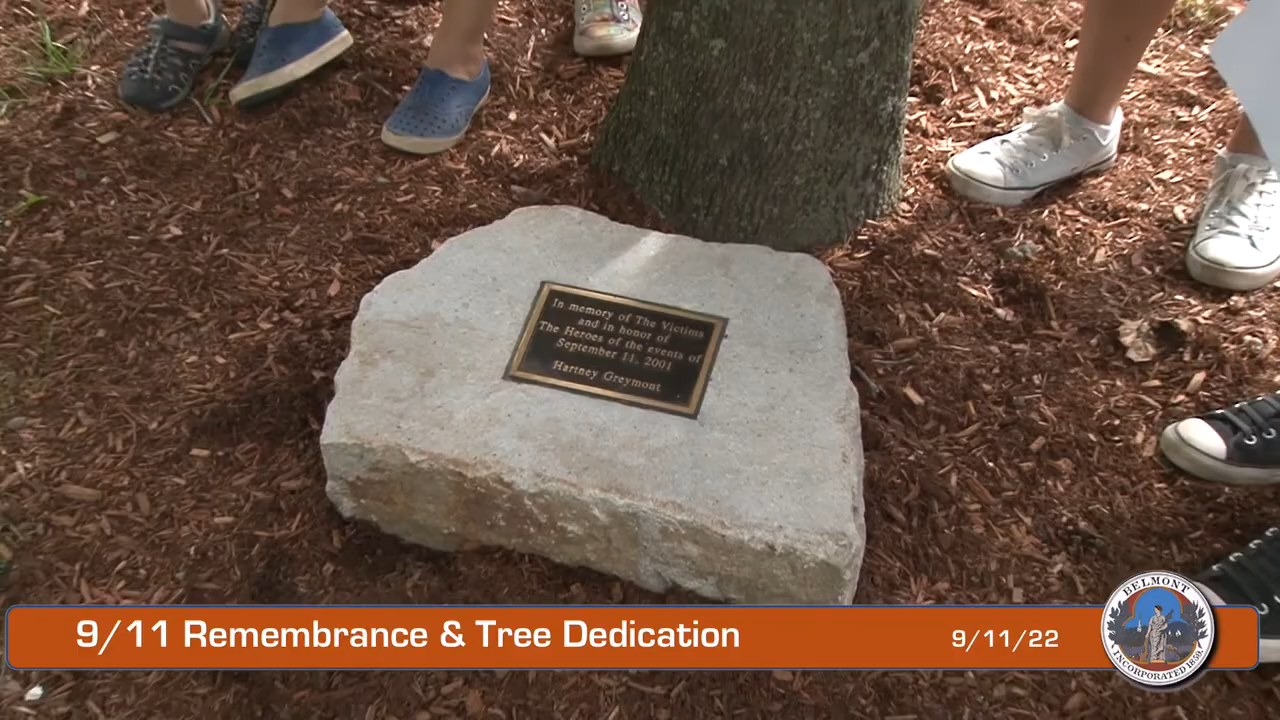 In memory of The Victims
and in honor of
The Heroes of the events of
September 11, 2001
Hartney Greymont
9/11 Remembrance & Tree Dedication
9/11/22
BELMONT
INCORPORATED 1859.